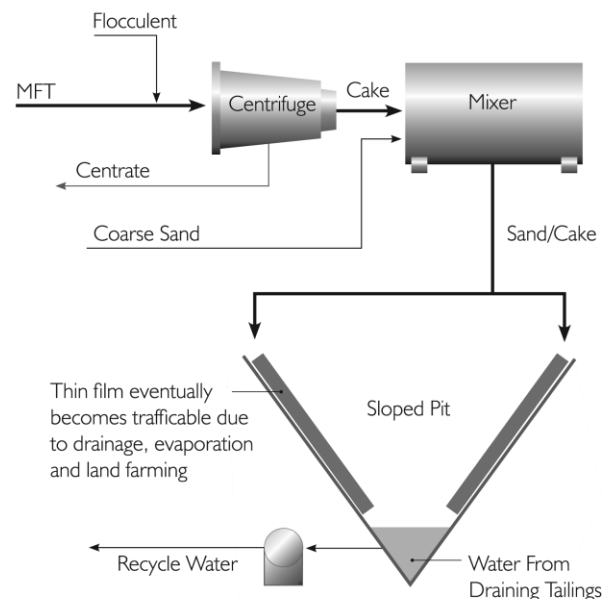 Flocculent
MFT
Centrifuge
Cake
Mixer
Centrate
Coarse Sand
Sand/Cake
Thin film eventually
becomes trafficable due
to drainage, evaporation
and land farming
Sloped Pit
Recycle Water
Water From
Draining Tailings